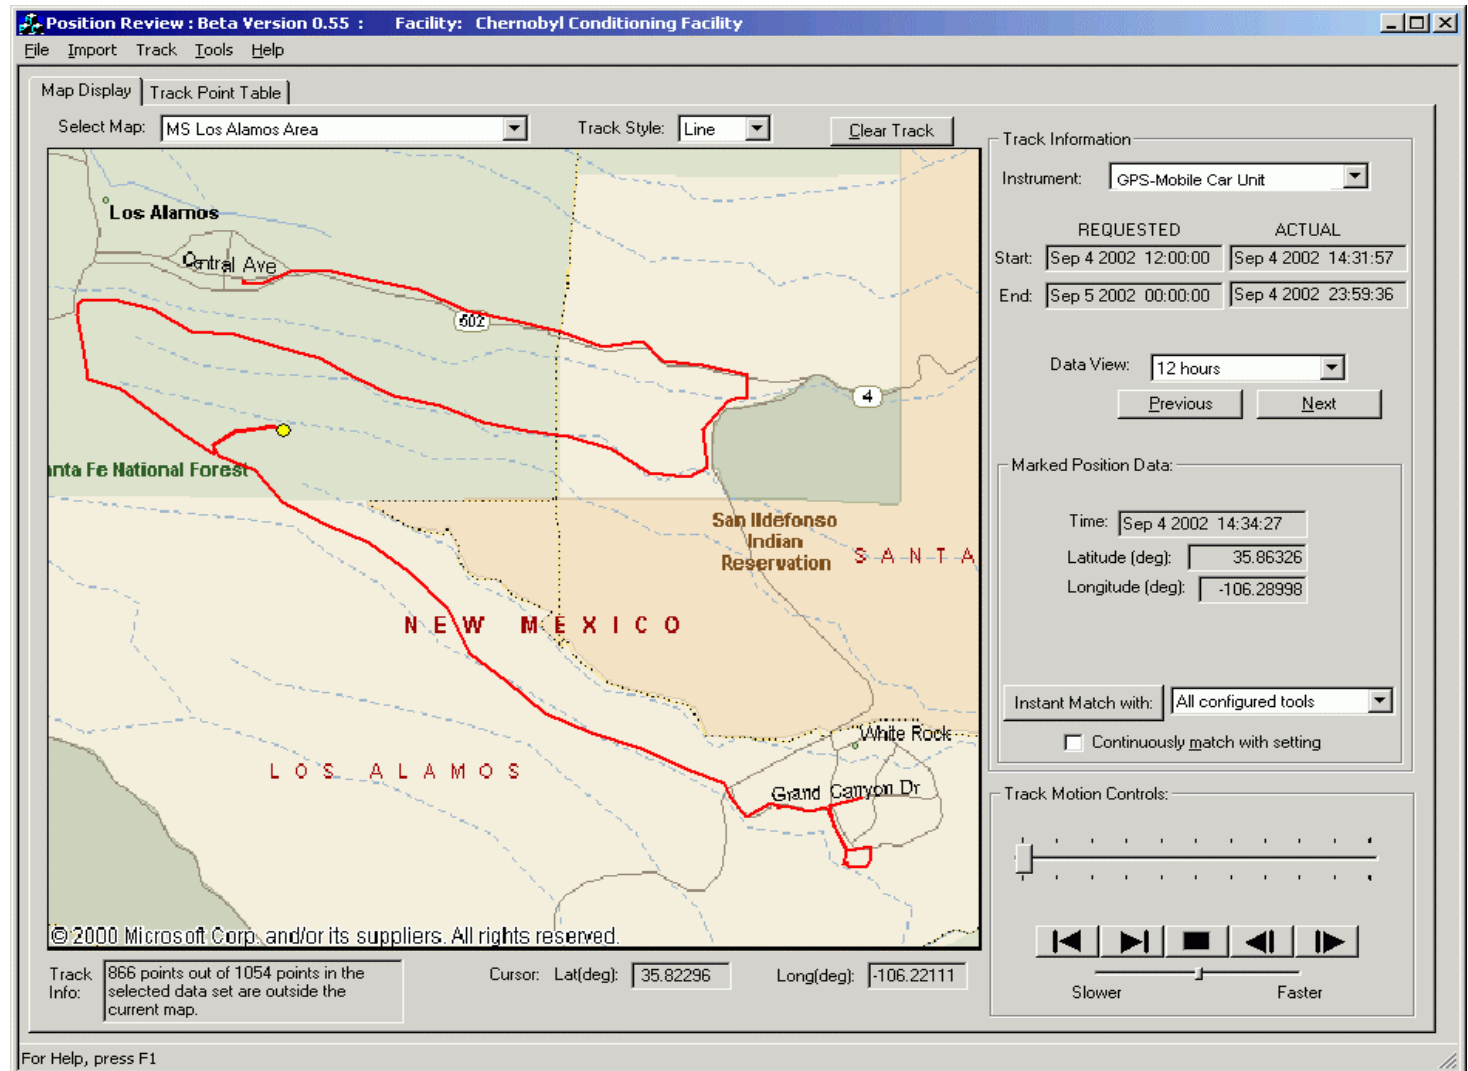 Position Review : Beta Version 0.55 : Facility: Chernobyl Conditioning Facility
File Import Track Tools Help
Map Display Track Point Table
Select Map: MS Los Alamos Area Track Style: Line Clear Track
Los Alamos
Central Ave
502
4
anta Fe National Forest
San Ildefonso
Indian
Reservation
S A N T A
N E W M E X I C O
White Rock
L O S A L A M O S
Grand Canyon Dr
© 2000 Microsoft Corp. and/or its suppliers. All rights reserved.
Track Information
Instrument: GPS-Mobile Car Unit
REQUESTED ACTUAL
Start: Sep 4 2002 12:00:00 Sep 4 2002 14:31:57
End: Sep 5 2002 00:00:00 Sep 4 2002 23:59:36
Data View: 12 hours
Previous Next
Marked Position Data:
Time: Sep 4 2002 14:34:27
Latitude (deg): 35.86326
Longitude (deg): -106.28998
Instant Match with: All configured tools
Continuously match with setting
Track Motion Controls:
Slower Faster
Track Info: 866 points out of 1054 points in the
selected data set are outside the
current map.
Cursor: Lat(deg): 35.82296 Long(deg): -106.22111
For Help, press F1